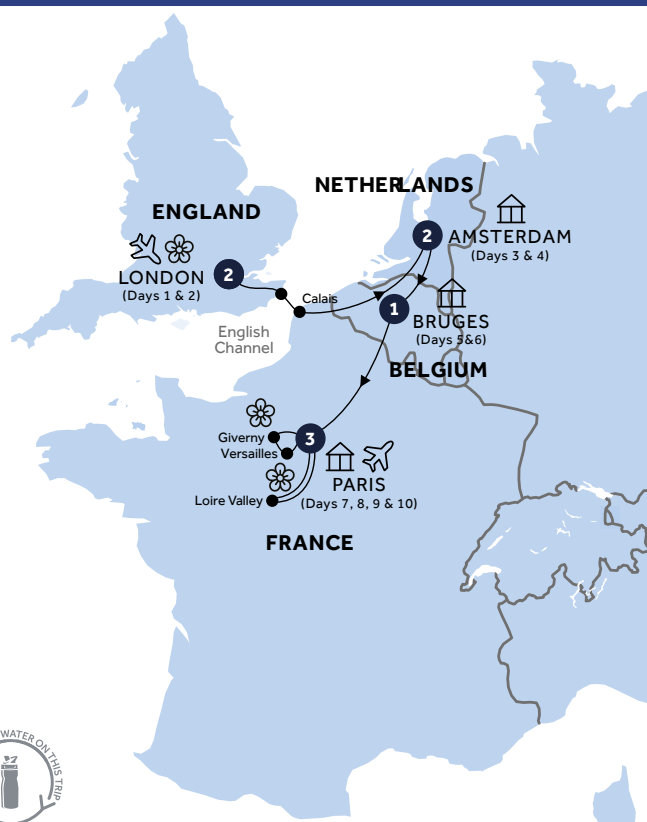 NETHERLANDS
ENGLAND
2
AMSTERDAM
(Days 3 & 4)
2
LONDON
(Days 1 & 2)
Calais
1
BRUGES
(Days 5&6)
English
Channel
BELGIUM
Giverny
3
Versailles
PARIS
Loire Valley
(Days 7, 8, 9 & 10)
FRANCE
WATER ON THIS TRIP